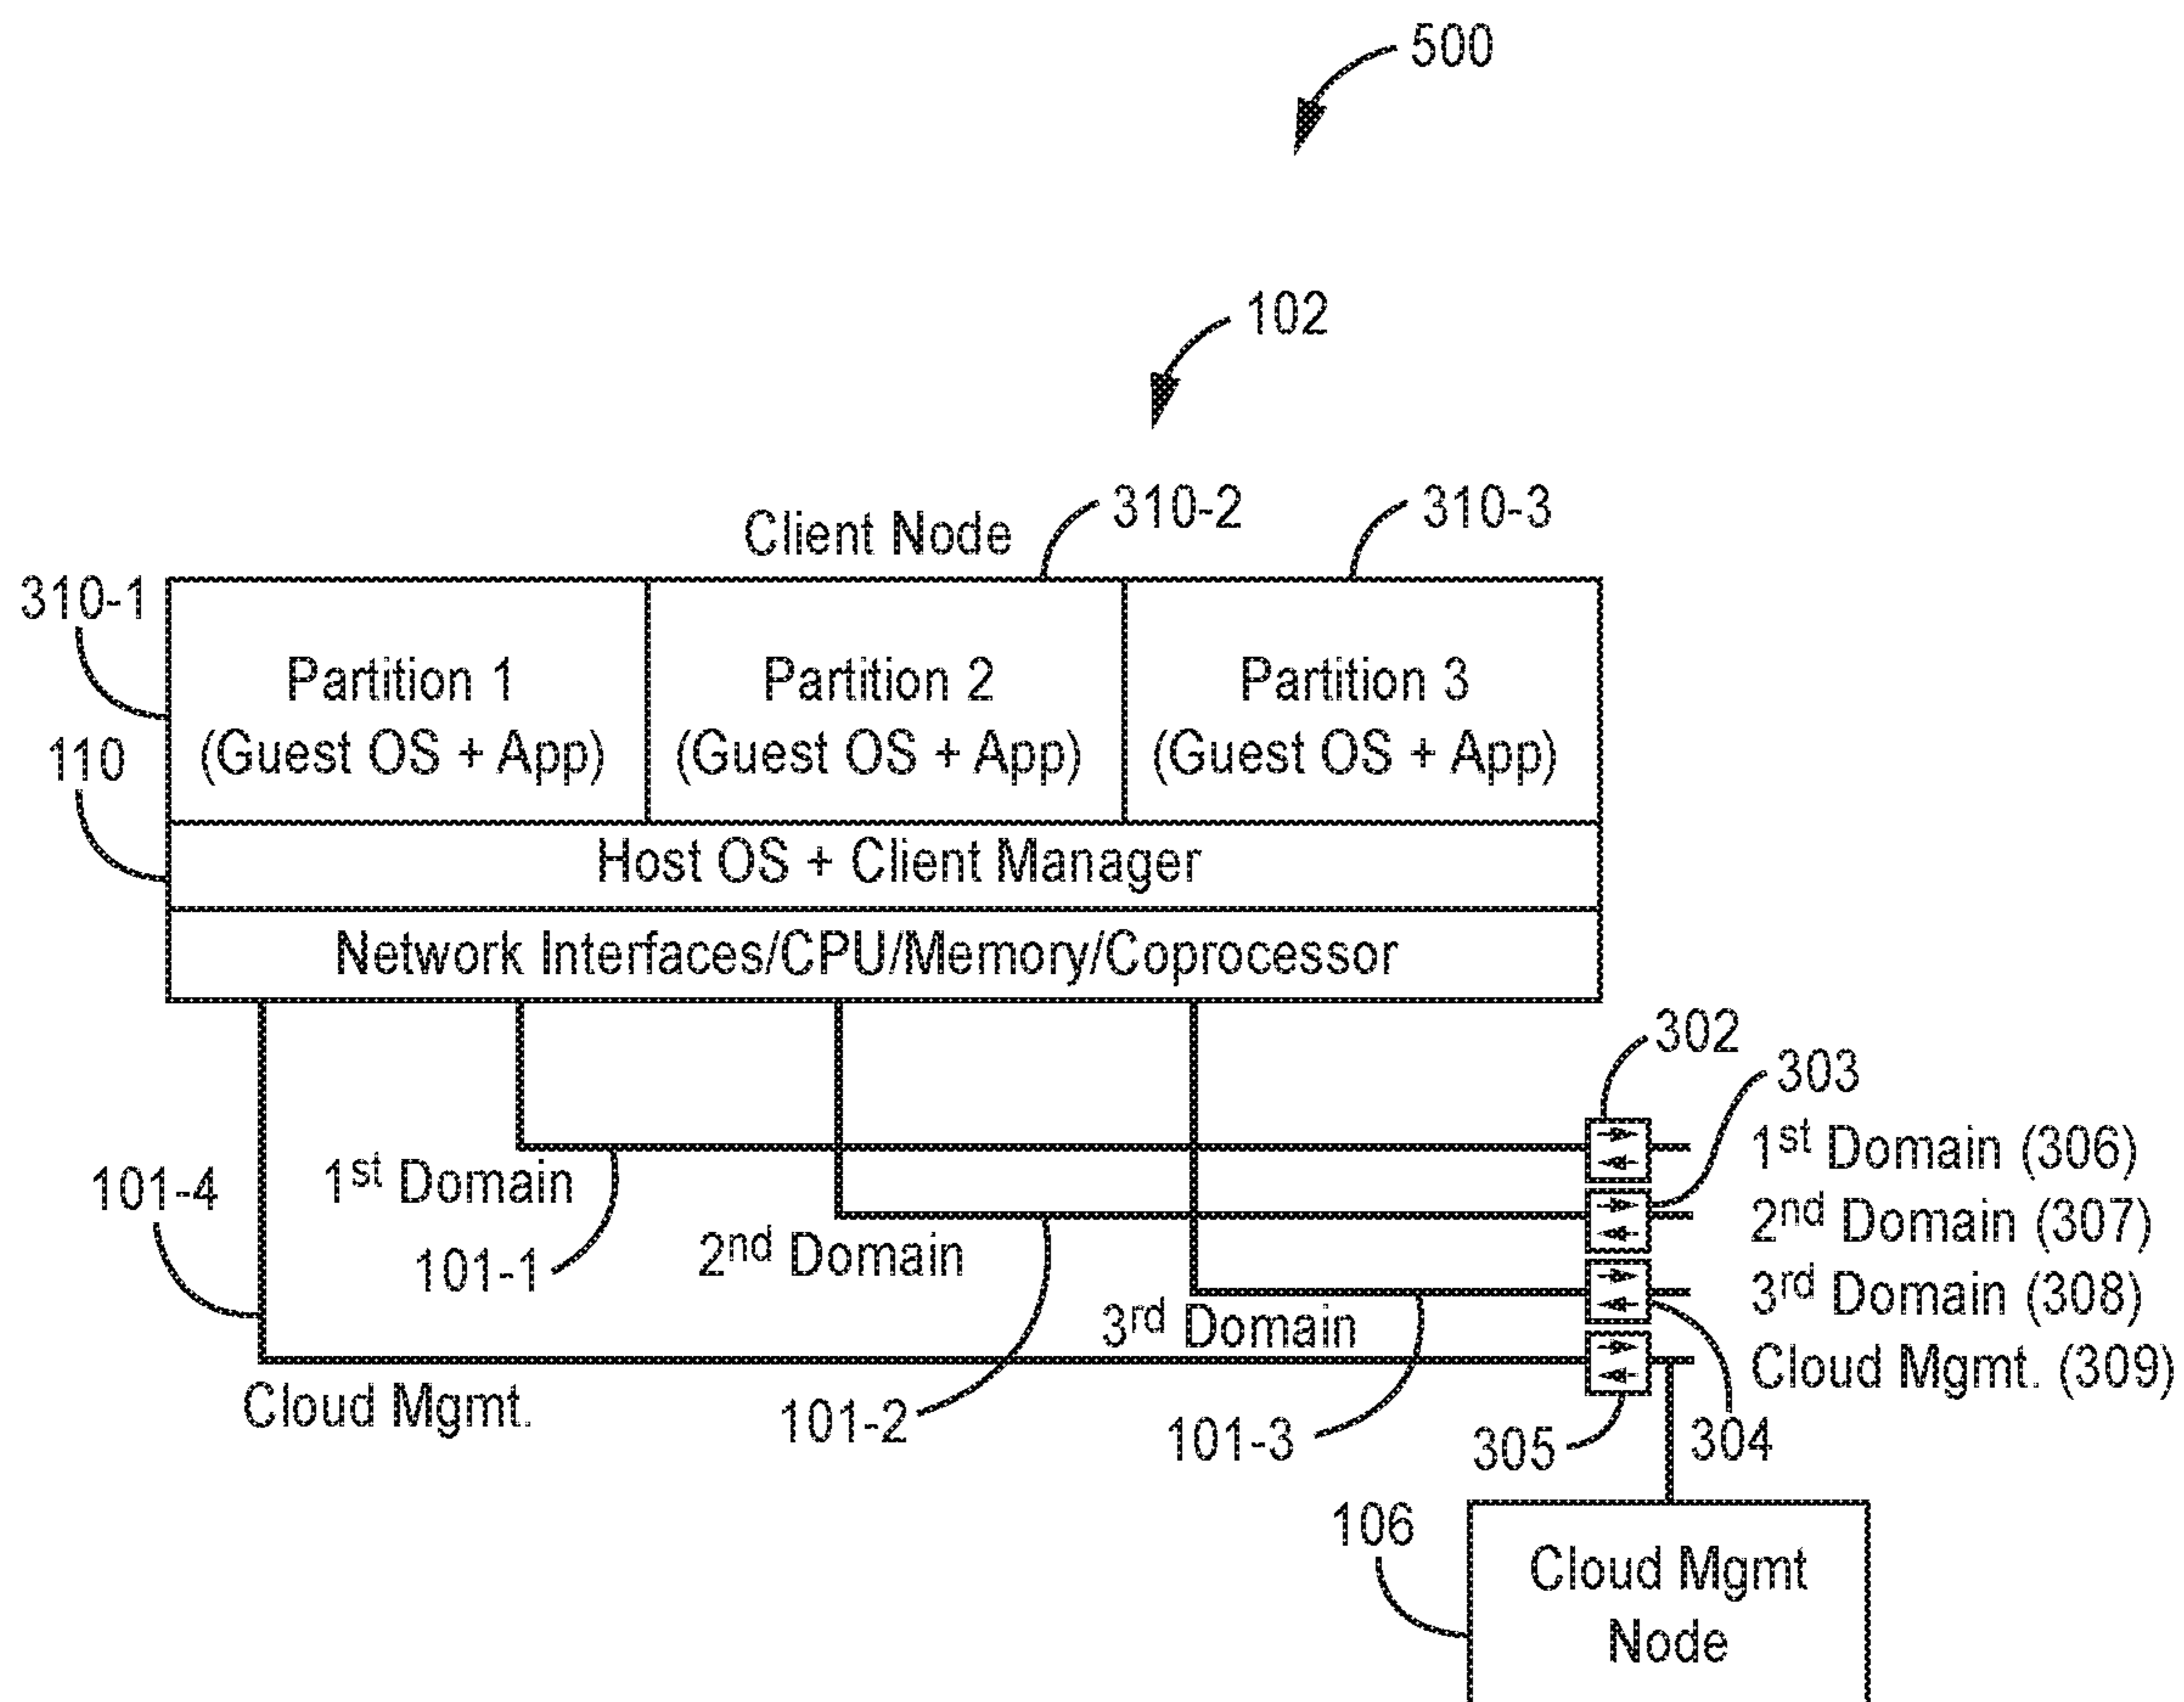 500
102
Client Node
310-2
310-3
310-1
Partition 1
(Guest OS + App)
Partition 2
(Guest OS + App)
Partition 3
(Guest OS + App)
110
Host OS + Client Manager
Network Interfaces/CPU/Memory/Coprocessor
302
303
1st Domain (306)
2nd Domain (307)
3rd Domain (308)
Cloud Mgmt. (309)
101-4
1st Domain
101-1
2nd Domain
3rd Domain
Cloud Mgmt.
101-2
101-3
305
304
106
Cloud Mgmt
Node